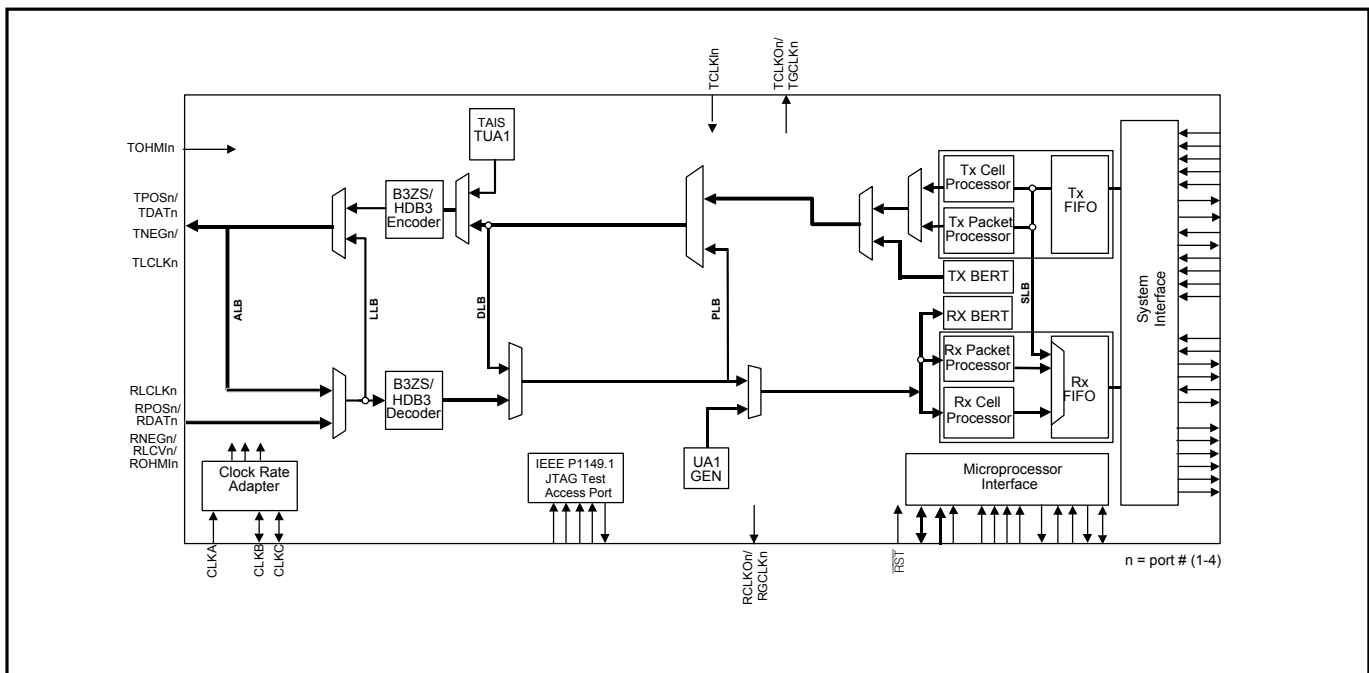 TCLKIn
TCLKOn/
TGCLKn
TOHMIn
TAIS
TUA1
TPOSn/
TDATn
TNEGn/
TLCLKn
B3ZS/
HDB3
Encoder
Tx Cell
Processor
Tx
FIFO
Tx Packet
Processor
TX BERT
RX BERT
ALB
LLB
DLB
PLB
SLB
System
Interface
Rx Packet
Processor
Rx
FIFO
Rx Cell
Processor
RLCLKn
RPOSn/
RDATn
RNEGn/
RLCVn/
ROHMIn
B3ZS/
HDB3
Decoder
Clock Rate
Adapter
IEEE P1149.1
JTAG Test
Access Port
UA1
GEN
Microprocessor
Interface
CLKA
CLKB
CLKC
RCLKOn/
RGCLKn
RST
n = port # (1-4)